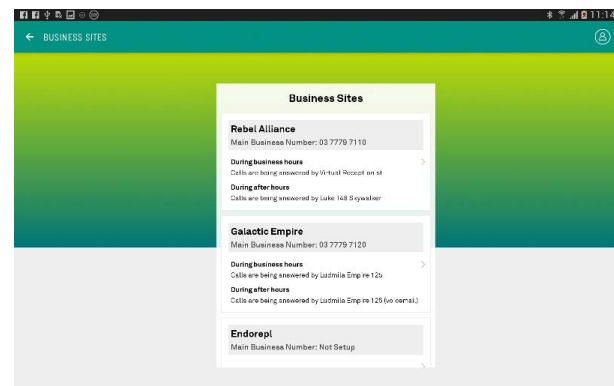 11:14
BUSINESS SITES
Business Sites
Rebel Alliance
Main Business Number: 03 7779 7110
During business hours
Calls are being answered by Virtual Recept on st
During after hours
Calls are being answered by Luke 148 Skywalker
Galactic Empire
Main Business Number: 03 7779 7120
During business hours
Calls are being answered by Ludmila Empire 125
During after hours
Calls are being answered by Ludmila Empire 125 (vo cemail)
Endorepl
Main Business Number: Not Setup